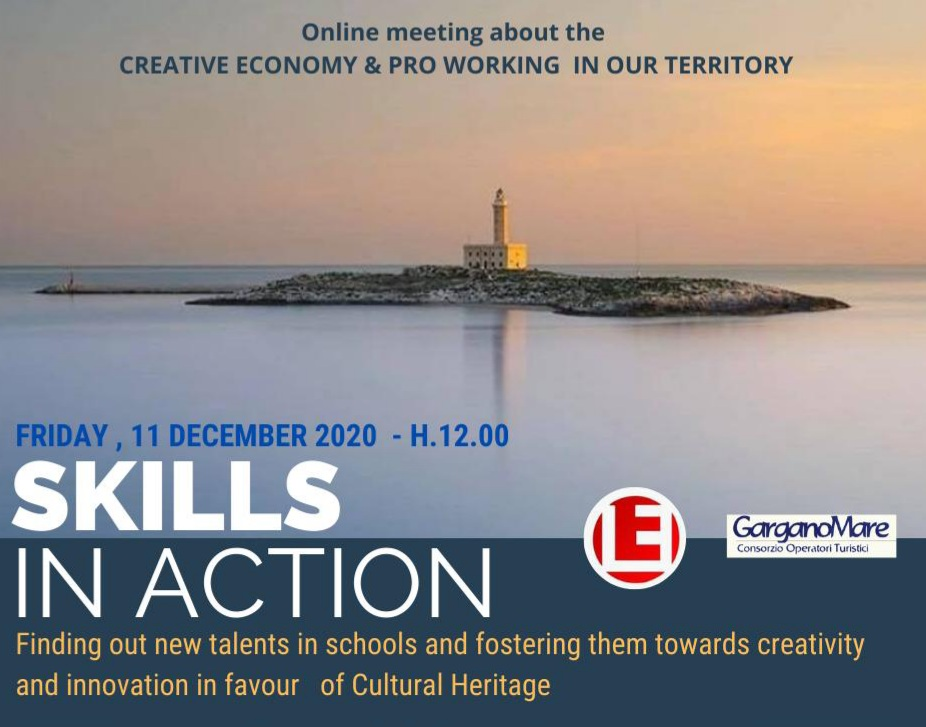 Online meeting about the
CREATIVE ECONOMY & PRO WORKING IN OUR TERRITORY
FRIDAY , 11 DECEMBER 2020 - H.12.00
SKILLS
IN ACTION
LE
GarganoMare
Consorzio Operatori Turistici
Finding out new talents in schools and fostering them towards creativity
and innovation in favour of Cultural Heritage